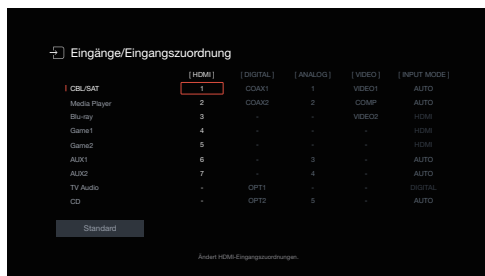 Eingänge/Eingangszuordnung
[ HDMI ] [ DIGITAL ] [ ANALOG ] [ VIDEO ] [ INPUT MODE ]
CBL/SAT 1 COAX1 1 VIDEO1 AUTO
Media Player 2 COAX2 2 COMP AUTO
Blu-ray 3 - - VIDEO2 HDMI
Game1 4 - - - HDMI
Game2 5 - - - HDMI
AUX1 6 - 3 - AUTO
AUX2 7 - 4 - AUTO
TV Audio - OPT1 - - DIGITAL
CD - OPT2 5 - AUTO
Standard
Ändert HDMI-Eingangszuordnungen.